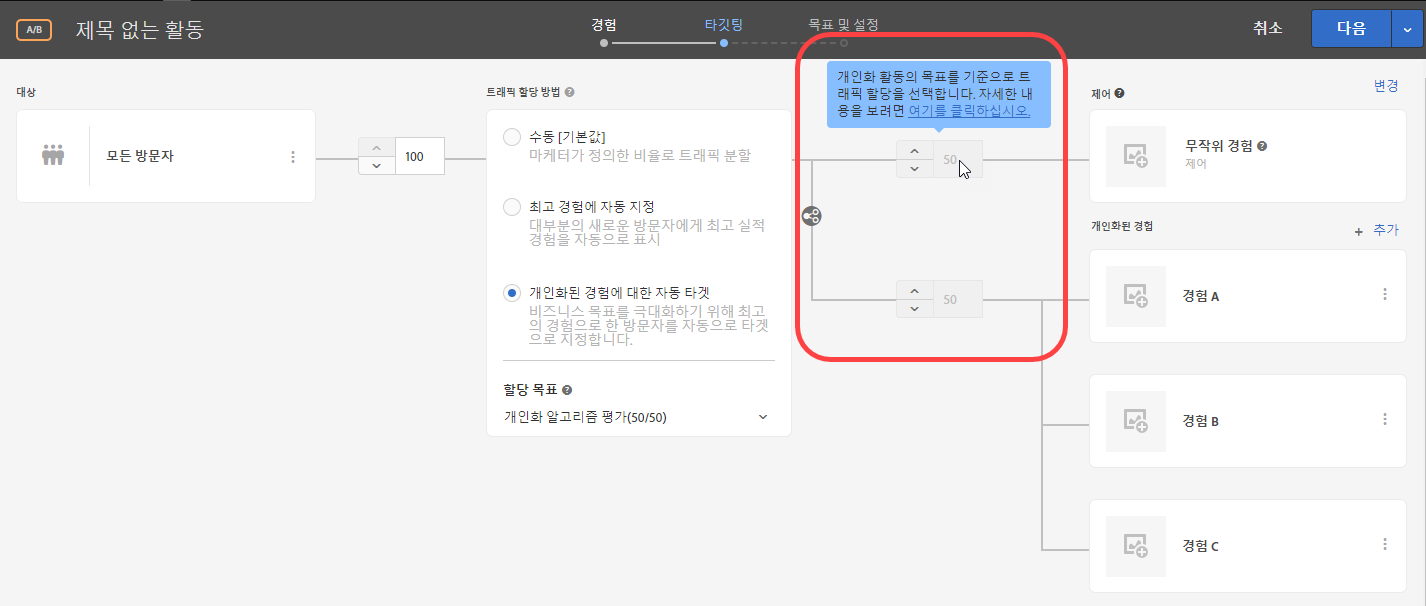 A/B
제목 없는 활동
경험
타깃팅
목표 및 설정
취소
다음
대상
모든 방문자
100
트래픽 할당 방법
수동 [기본값]
마케터가 정의한 비율로 트래픽 분할
최고 경험에 자동 지정
대부분의 새로운 방문자에게 최고 실적
경험을 자동으로 표시
개인화된 경험에 대한 자동 타겟
비즈니스 목표를 극대화하기 위해 최고
의 경험으로 한 방문자를 자동으로 타겟
으로 지정합니다.
할당 목표
개인화 알고리즘 평가(50/50)
개인화 활동의 목표를 기준으로 트
래픽 할당을 선택합니다. 자세한 내
용을 보려면 여기를 클릭하십시오.
50
50
제어
변경
무작위 경험
제어
개인화된 경험
+ 추가
경험 A
경험 B
경험 C